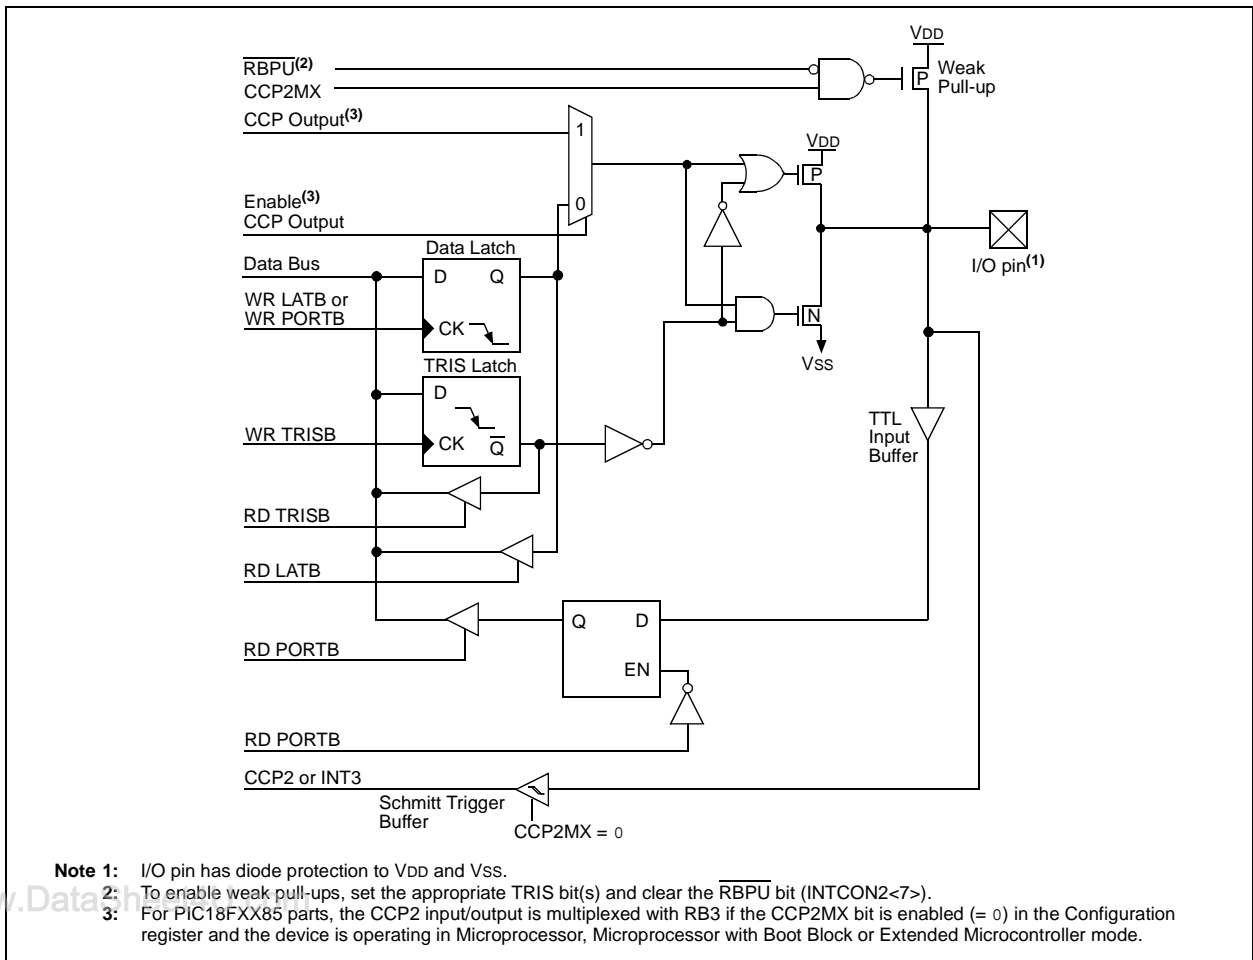 VDD
RBPU(2)
Weak
Pull-up
P
CCP2MX
CCP Output(3)
1
VDD
P
Enable(3)
CCP Output
0
I/O pin(1)
Data Latch
Data Bus
D Q
WR LATB or
WR PORTB
CK
N
VSS
TRIS Latch
D
TTL
Input
Buffer
WR TRISB
CK Q
RD TRISB
RD LATB
Q D
RD PORTB
EN
RD PORTB
CCP2 or INT3
Schmitt Trigger
Buffer
CCP2MX = 0
Note 1: I/O pin has diode protection to VDD and VSS.
2: To enable weak pull-ups, set the appropriate TRIS bit(s) and clear the RBPU bit (INTCON2<7>).
w.DataSheet4U.com
3: For PIC18FXX85 parts, the CCP2 input/output is multiplexed with RB3 if the CCP2MX bit is enabled (= 0) in the Configuration
register and the device is operating in Microprocessor, Microprocessor with Boot Block or Extended Microcontroller mode.